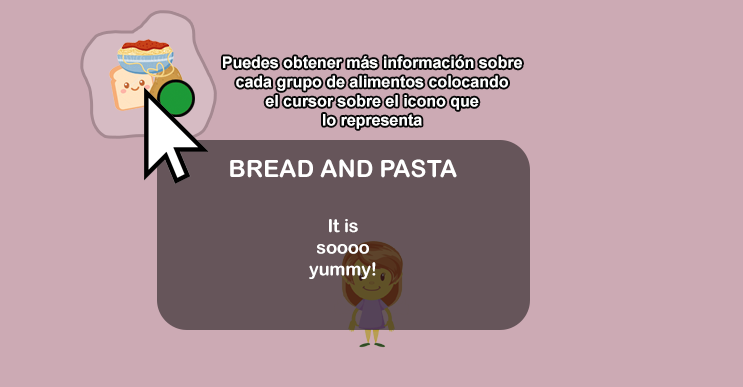 Puedes obtener más información sobre
cada grupo de alimentos colocando
el cursor sobre el icono que
lo representa
BREAD AND PASTA
It is
soooo
yummy!